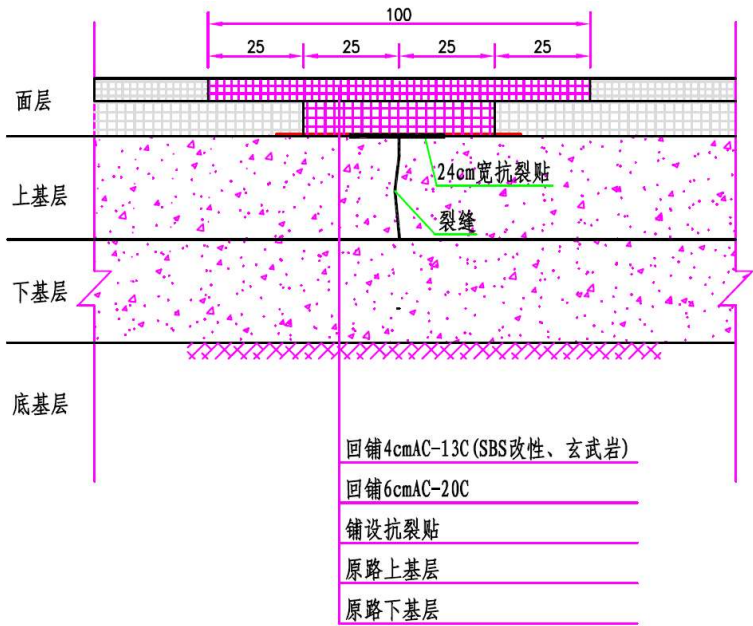 100
25 25 25 25
面层
上基层
24cm宽抗裂贴
裂缝
下基层
底基层
回铺4cmAC-13C(SBS改性、玄武岩)
回铺6cmAC-20C
铺设抗裂贴
原路上基层
原路下基层